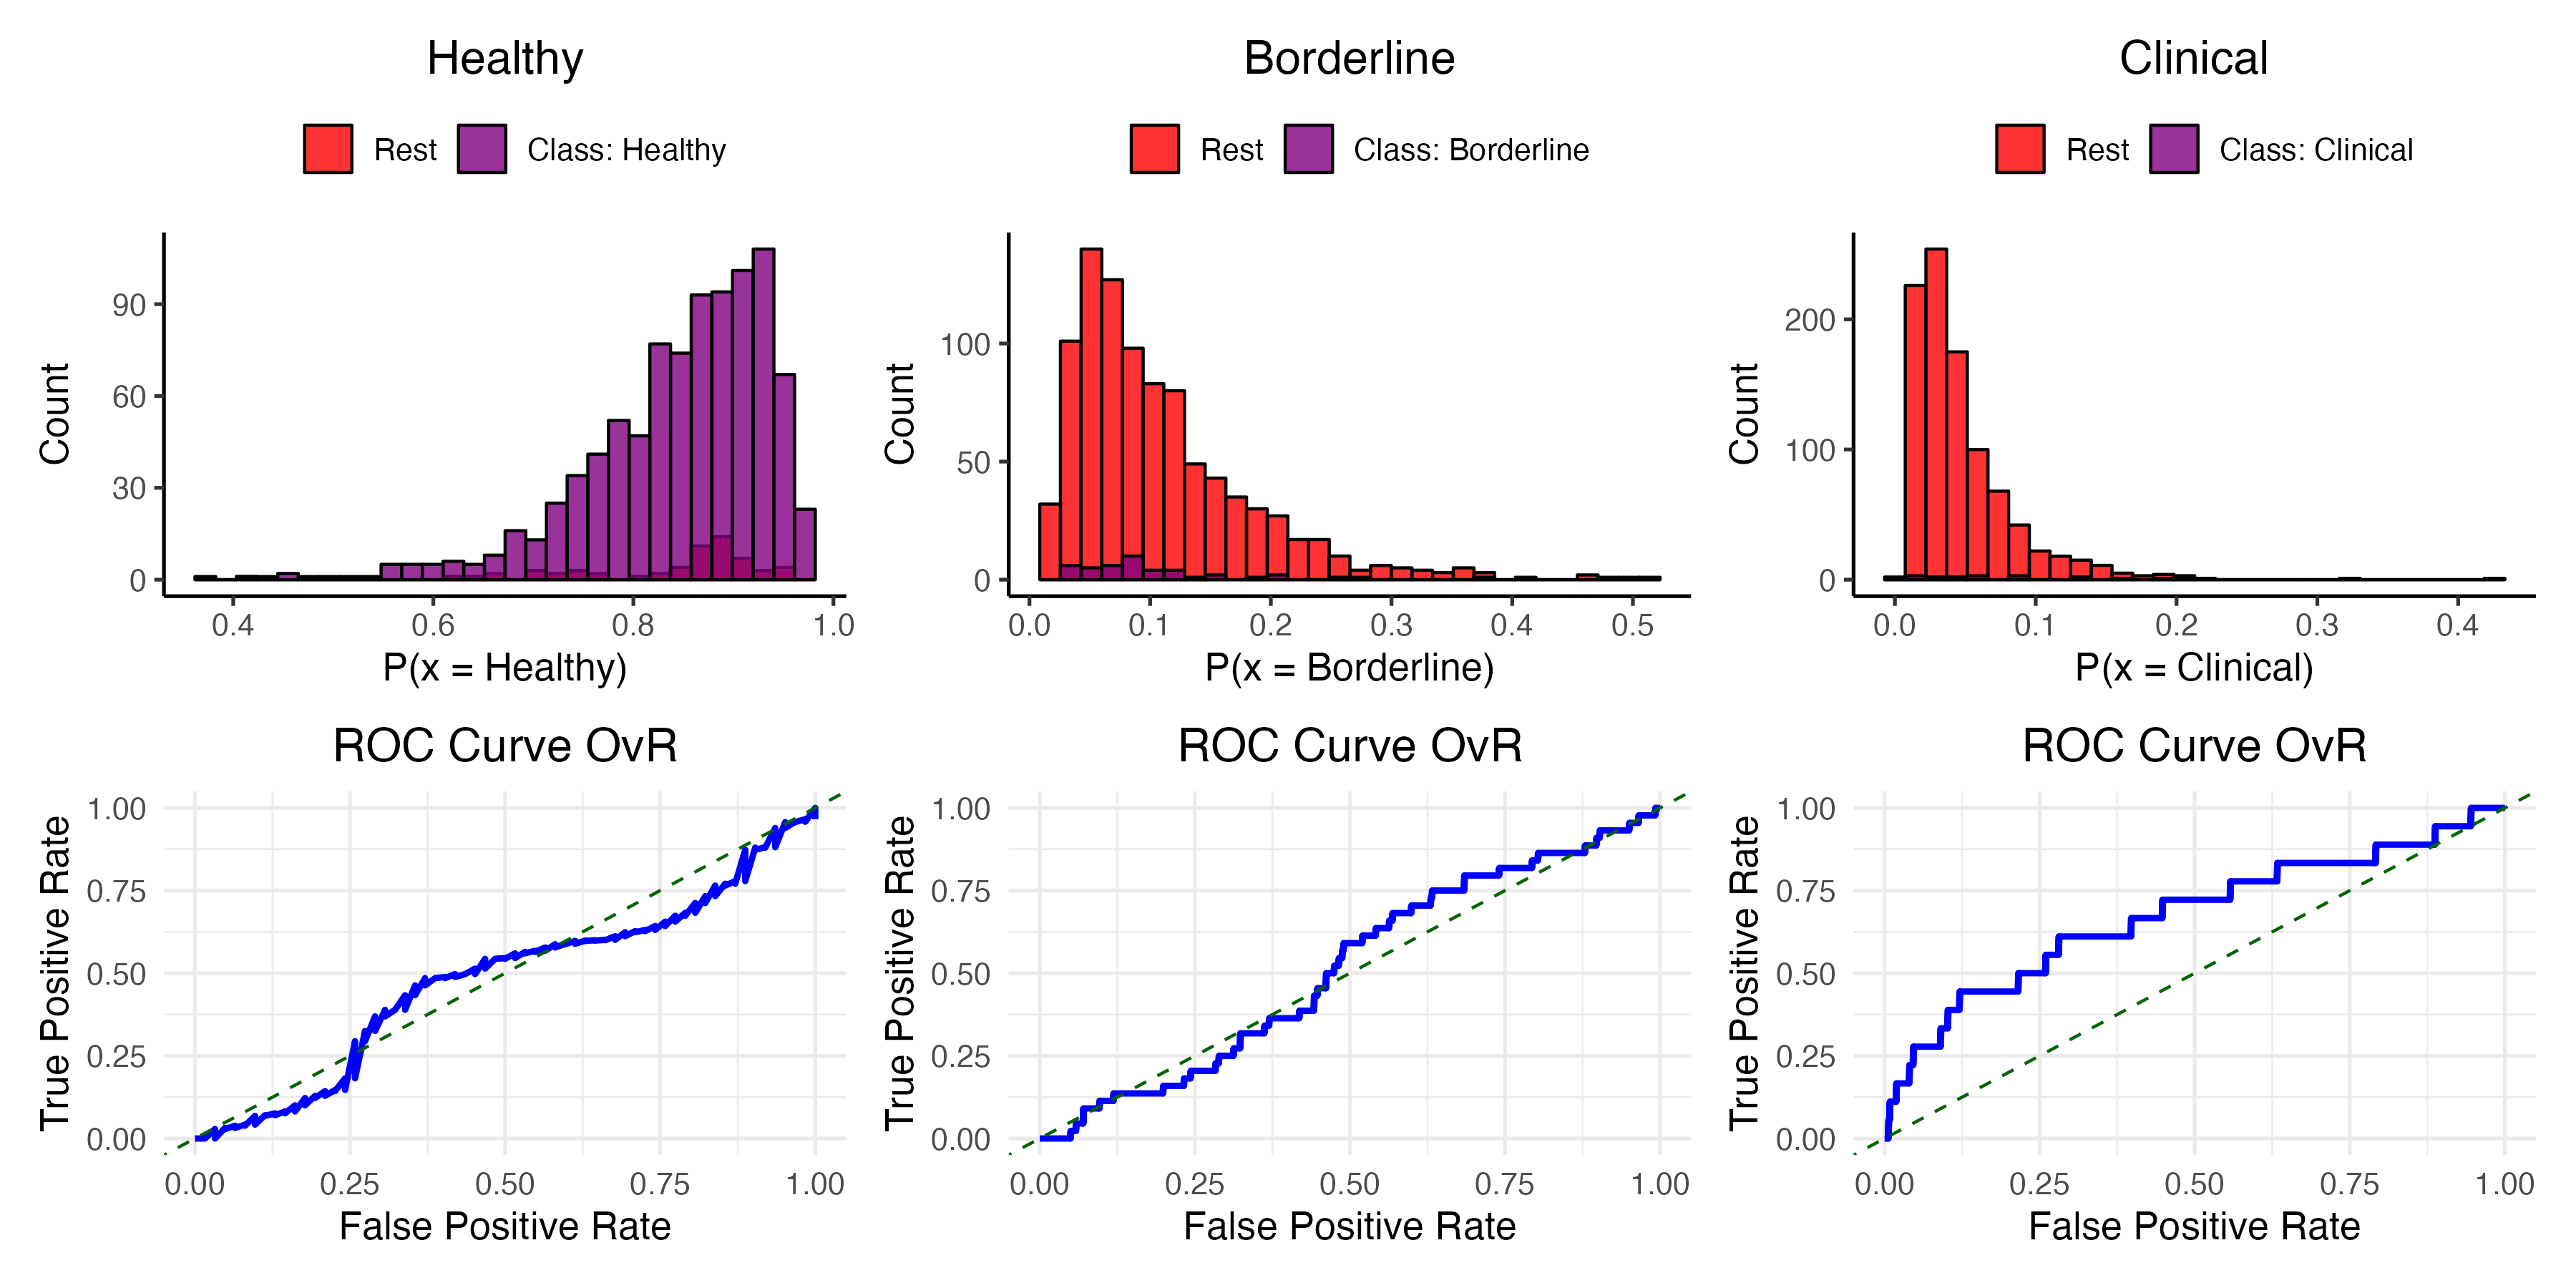 Healthy
Rest Class: Healthy
Count
90
60
30
0
0.4 0.6 0.8 1.0
P(x = Healthy)
Borderline
Rest Class: Borderline
Count
100
50
0
0.0 0.1 0.2 0.3 0.4 0.5
P(x = Borderline)
Clinical
Rest Class: Clinical
Count
200
100
0
0.0 0.1 0.2 0.3 0.4
P(x = Clinical)
ROC Curve OvR
True Positive Rate
1.00
0.75
0.50
0.25
0.00
0.00 0.25 0.50 0.75 1.00
False Positive Rate
ROC Curve OvR
True Positive Rate
1.00
0.75
0.50
0.25
0.00
0.00 0.25 0.50 0.75 1.00
False Positive Rate
ROC Curve OvR
True Positive Rate
1.00
0.75
0.50
0.25
0.00
0.00 0.25 0.50 0.75 1.00
False Positive Rate